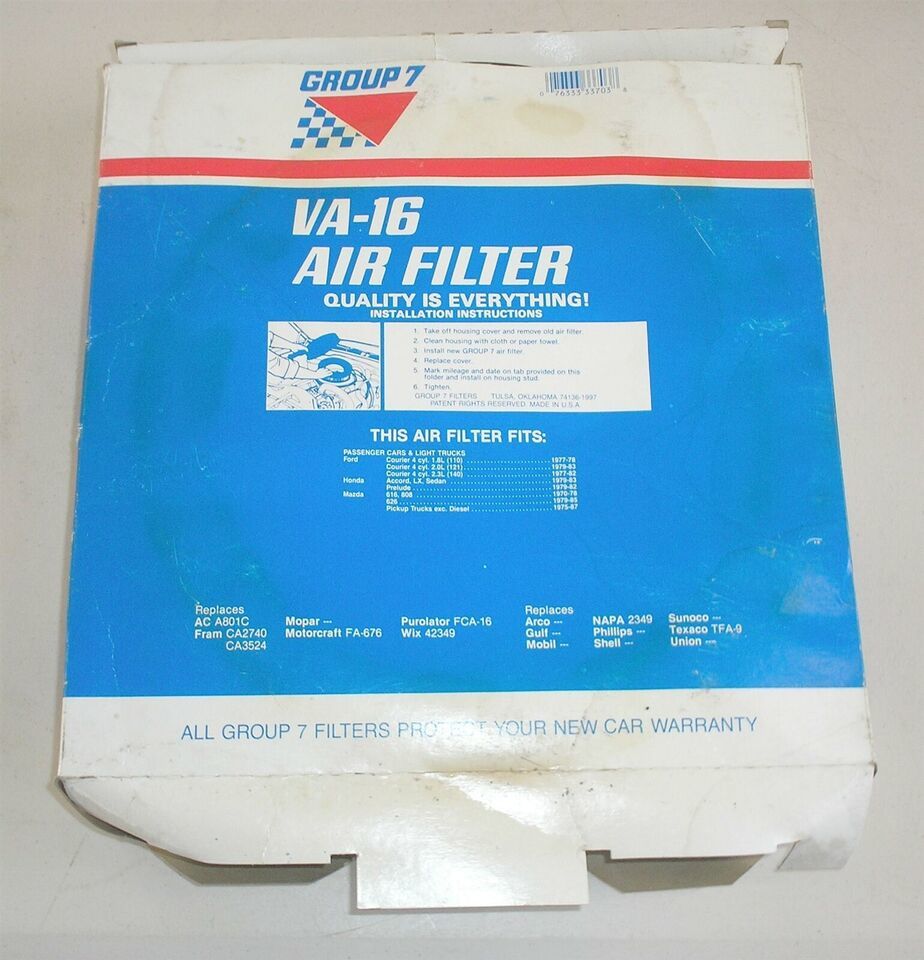 GROUP 7
0 76333 33703 8
VA-16
AIR FILTER
QUALITY IS EVERYTHING!
INSTALLATION INSTRUCTIONS
1. Take off housing cover and remove old air filter.
2. Clean housing with cloth or paper towel.
3. Install new GROUP 7 air filter.
4. Replace cover.
5. Mark mileage and date on tab provided on this
folder and install on housing stud.
6. Tighten.
GROUP 7 FILTERS TULSA, OKLAHOMA 74136-1997
PATENT RIGHTS RESERVED. MADE IN U.S.A.
THIS AIR FILTER FITS:
PASSENGER CARS & LIGHT TRUCKS
Ford Courier 4 cyl. 1.8L (110) 1977-78
Courier 4 cyl. 2.0L (121) 1979-83
Courier 4 cyl. 2.3L (140) 1977-82
Honda Accord, LX, Sedan 1979-83
Prelude 1979-82
Mazda 616, 808 1970-78
626 1979-85
Pickup Trucks exc. Diesel 1975-87
Replaces
AC A801C Mopar --- Purolator FCA-16
Fram CA2740 Motorcraft FA-676 Wix 42349
CA3524
Replaces
Arco --- NAPA 2349 Sunoco ---
Gulf --- Phillips --- Texaco TFA-9
Mobil --- Shell --- Union ---
ALL GROUP 7 FILTERS PROTECT YOUR NEW CAR WARRANTY